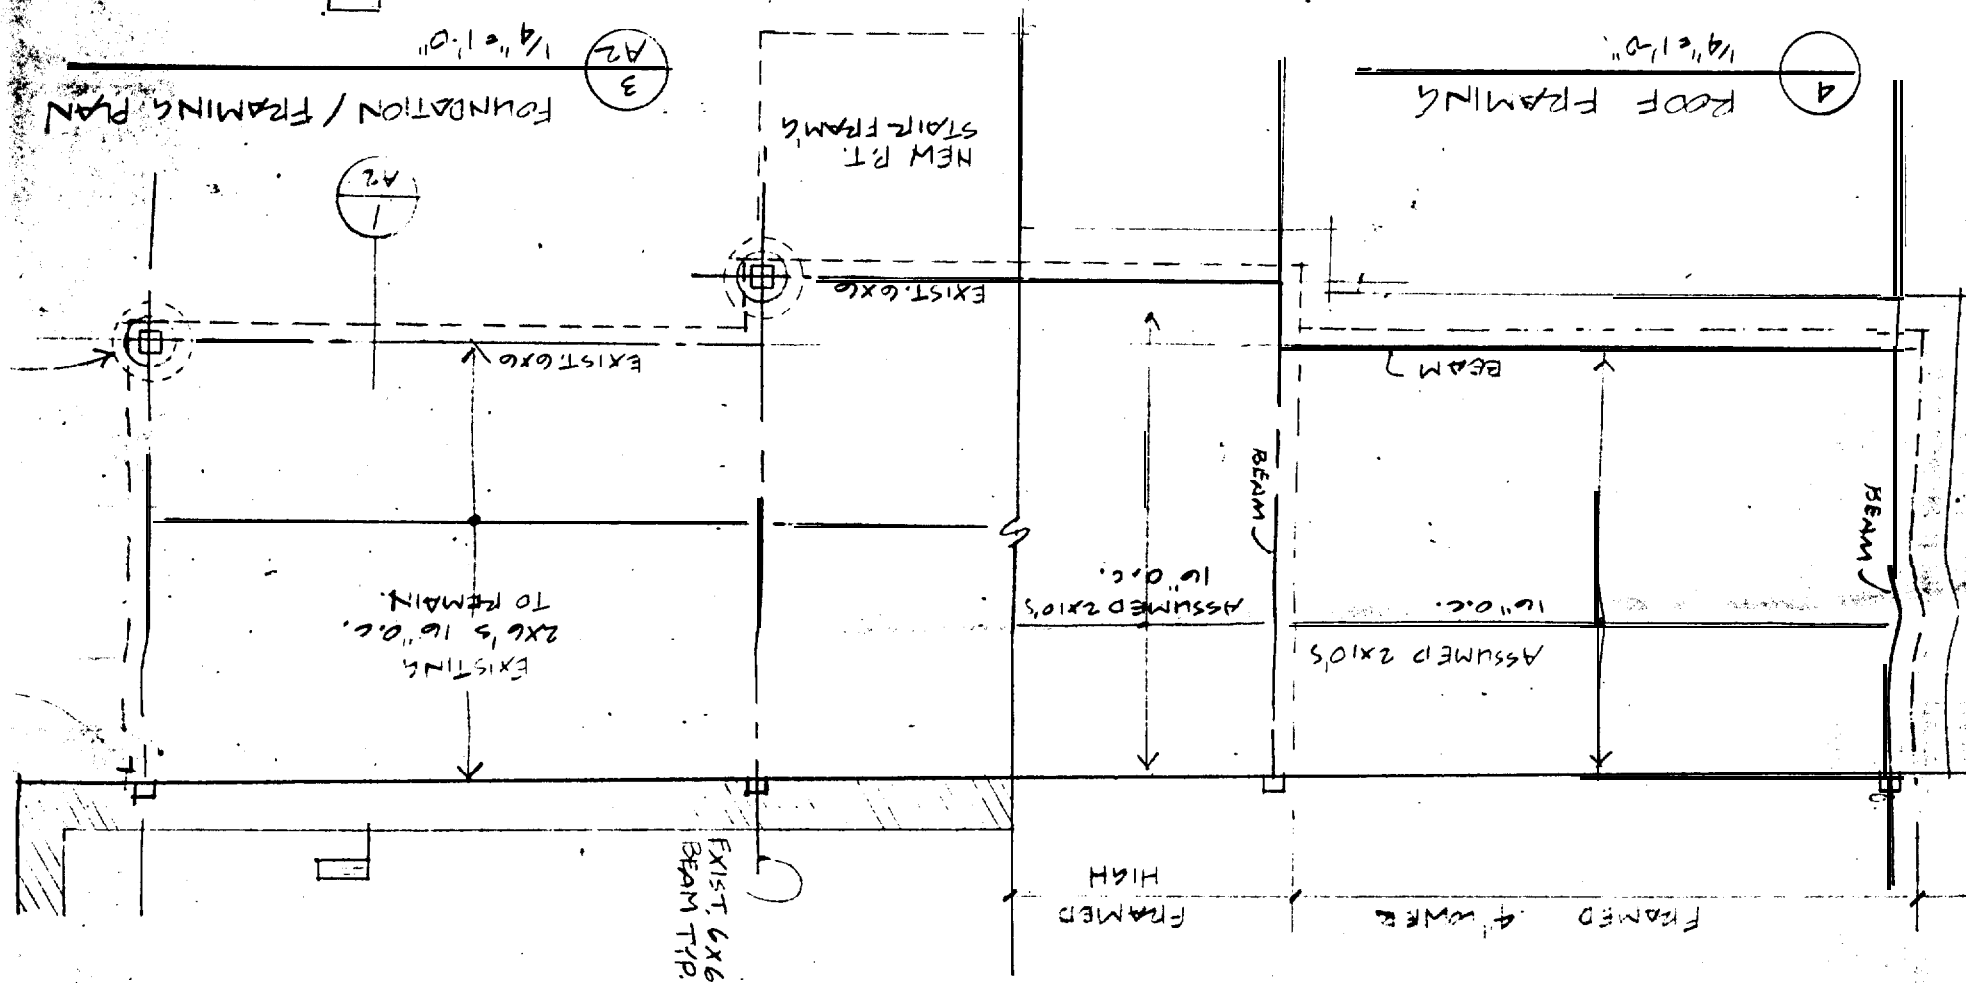 FRAMED 4" LOWER
FRAMED
HIGH
EXIST. 6X6
BEAM TYP.
ASSUMED 2X10'S
16" O.C.
BEAM
ASSUMED 2X10'S
16" O.C.
BEAM
EXISTING
2X6'S 16" O.C.
TO REMAIN.
BEAM
EXIST. 6X6
EXIST. 6X6
NEW P.T.
STAIR FRAM'G
1
A2
4
ROOF FRAMING
1/4" = 1'-0"
3
A2
FOUNDATION / FRAMING PLAN
1/4" = 1'-0"